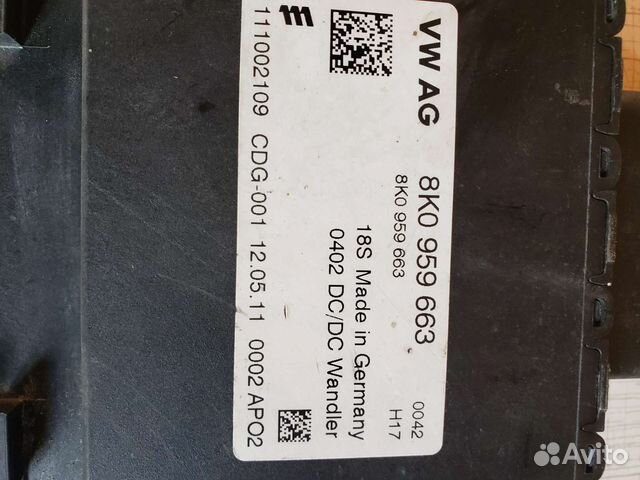 VW AG
8K0 959 663 0042
8K0 959 663 H17
18S Made in Germany
0402 DC/DC Wandler
111002109 CDG-001 12.05.11 0002 APO2
Avito